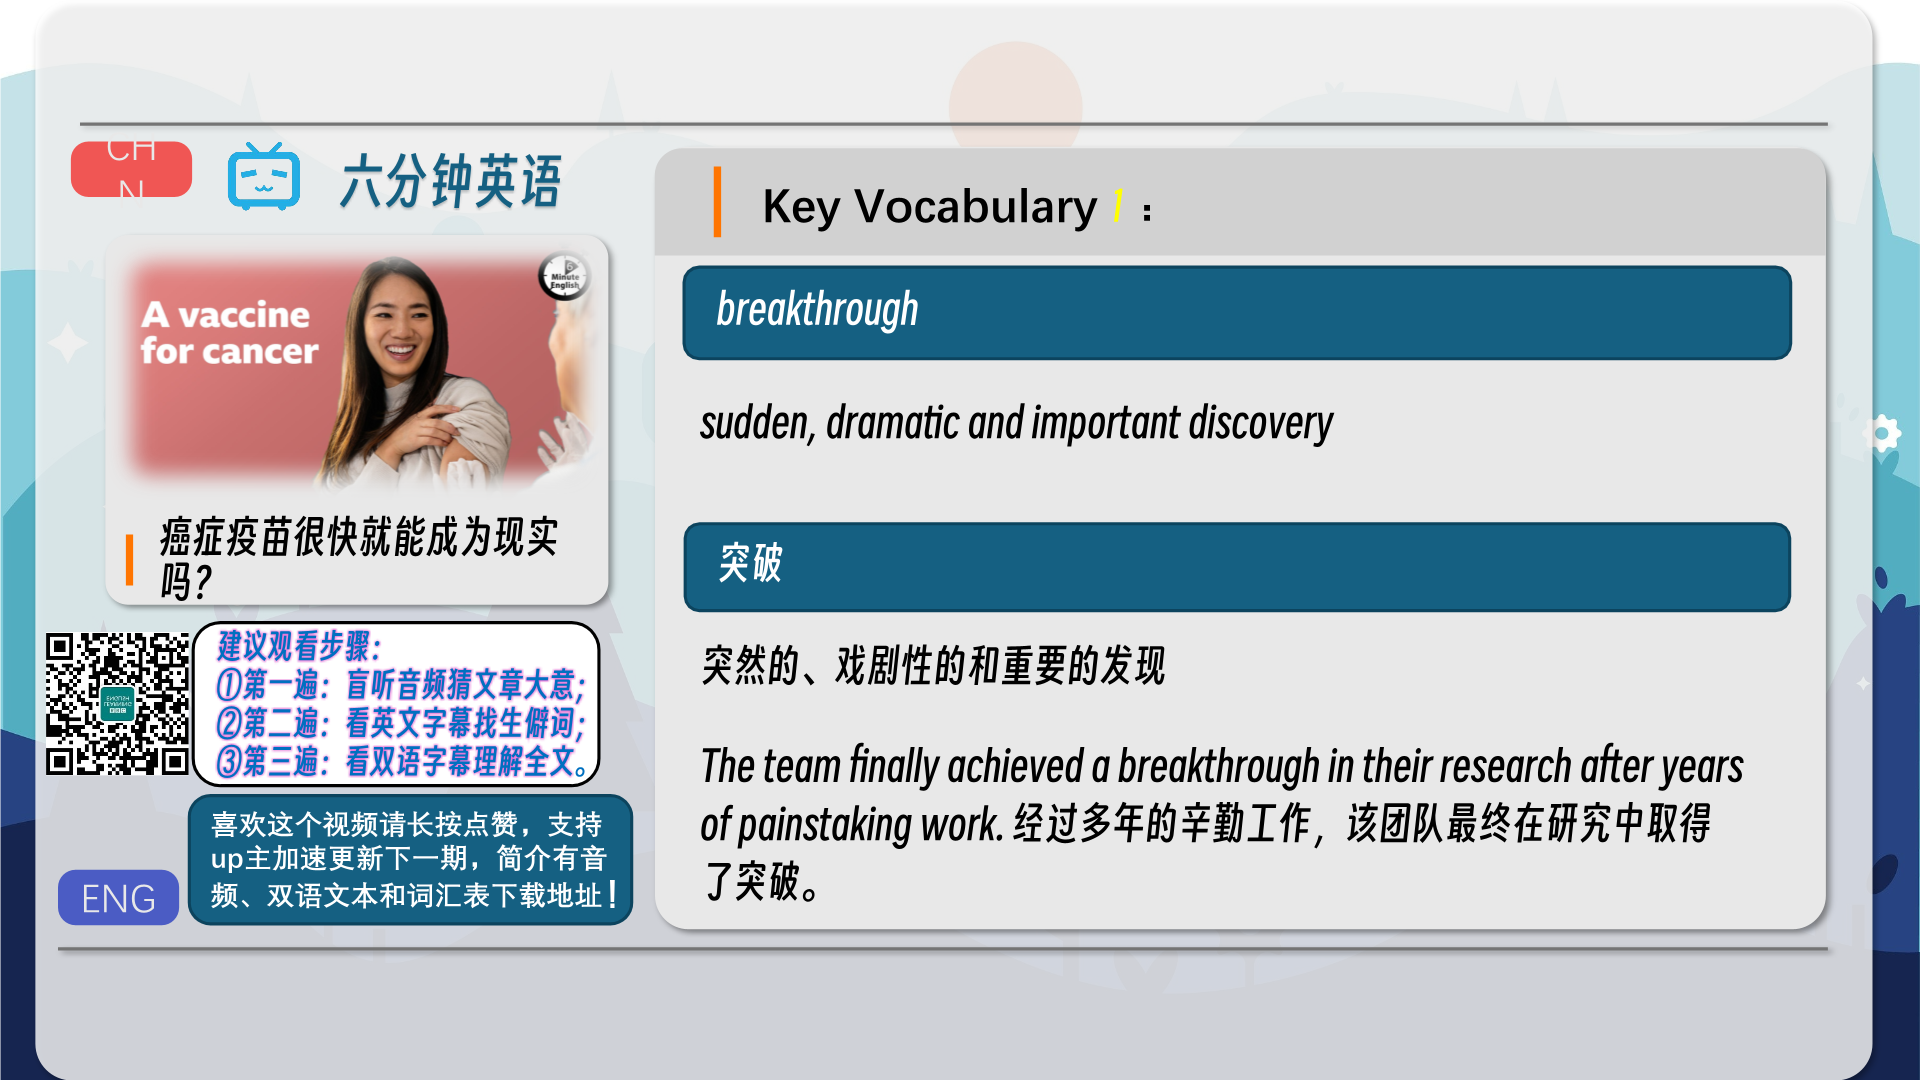 CH
N
六分钟英语
A vaccine
for cancer
6
Minute
English
癌症疫苗很快就能成为现实
吗?
建议观看步骤:
①第一遍：盲听音频猜文章大意;
②第二遍：看英文字幕找生僻词;
③第三遍：看双语字幕理解全文。
喜欢这个视频请长按点赞，支持
up主加速更新下一期，简介有音
频、双语文本和词汇表下载地址！
ENG
Key Vocabulary 1：
breakthrough
sudden, dramatic and important discovery
突破
突然的、戏剧性的和重要的发现
The team finally achieved a breakthrough in their research after years
of painstaking work. 经过多年的辛勤工作，该团队最终在研究中取得
了突破。